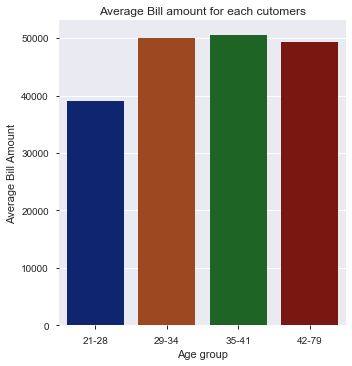 Average Bill amount for each cutomers
Average Bill Amount
50000
40000
30000
20000
10000
0
21-28 29-34 35-41 42-79
Age group